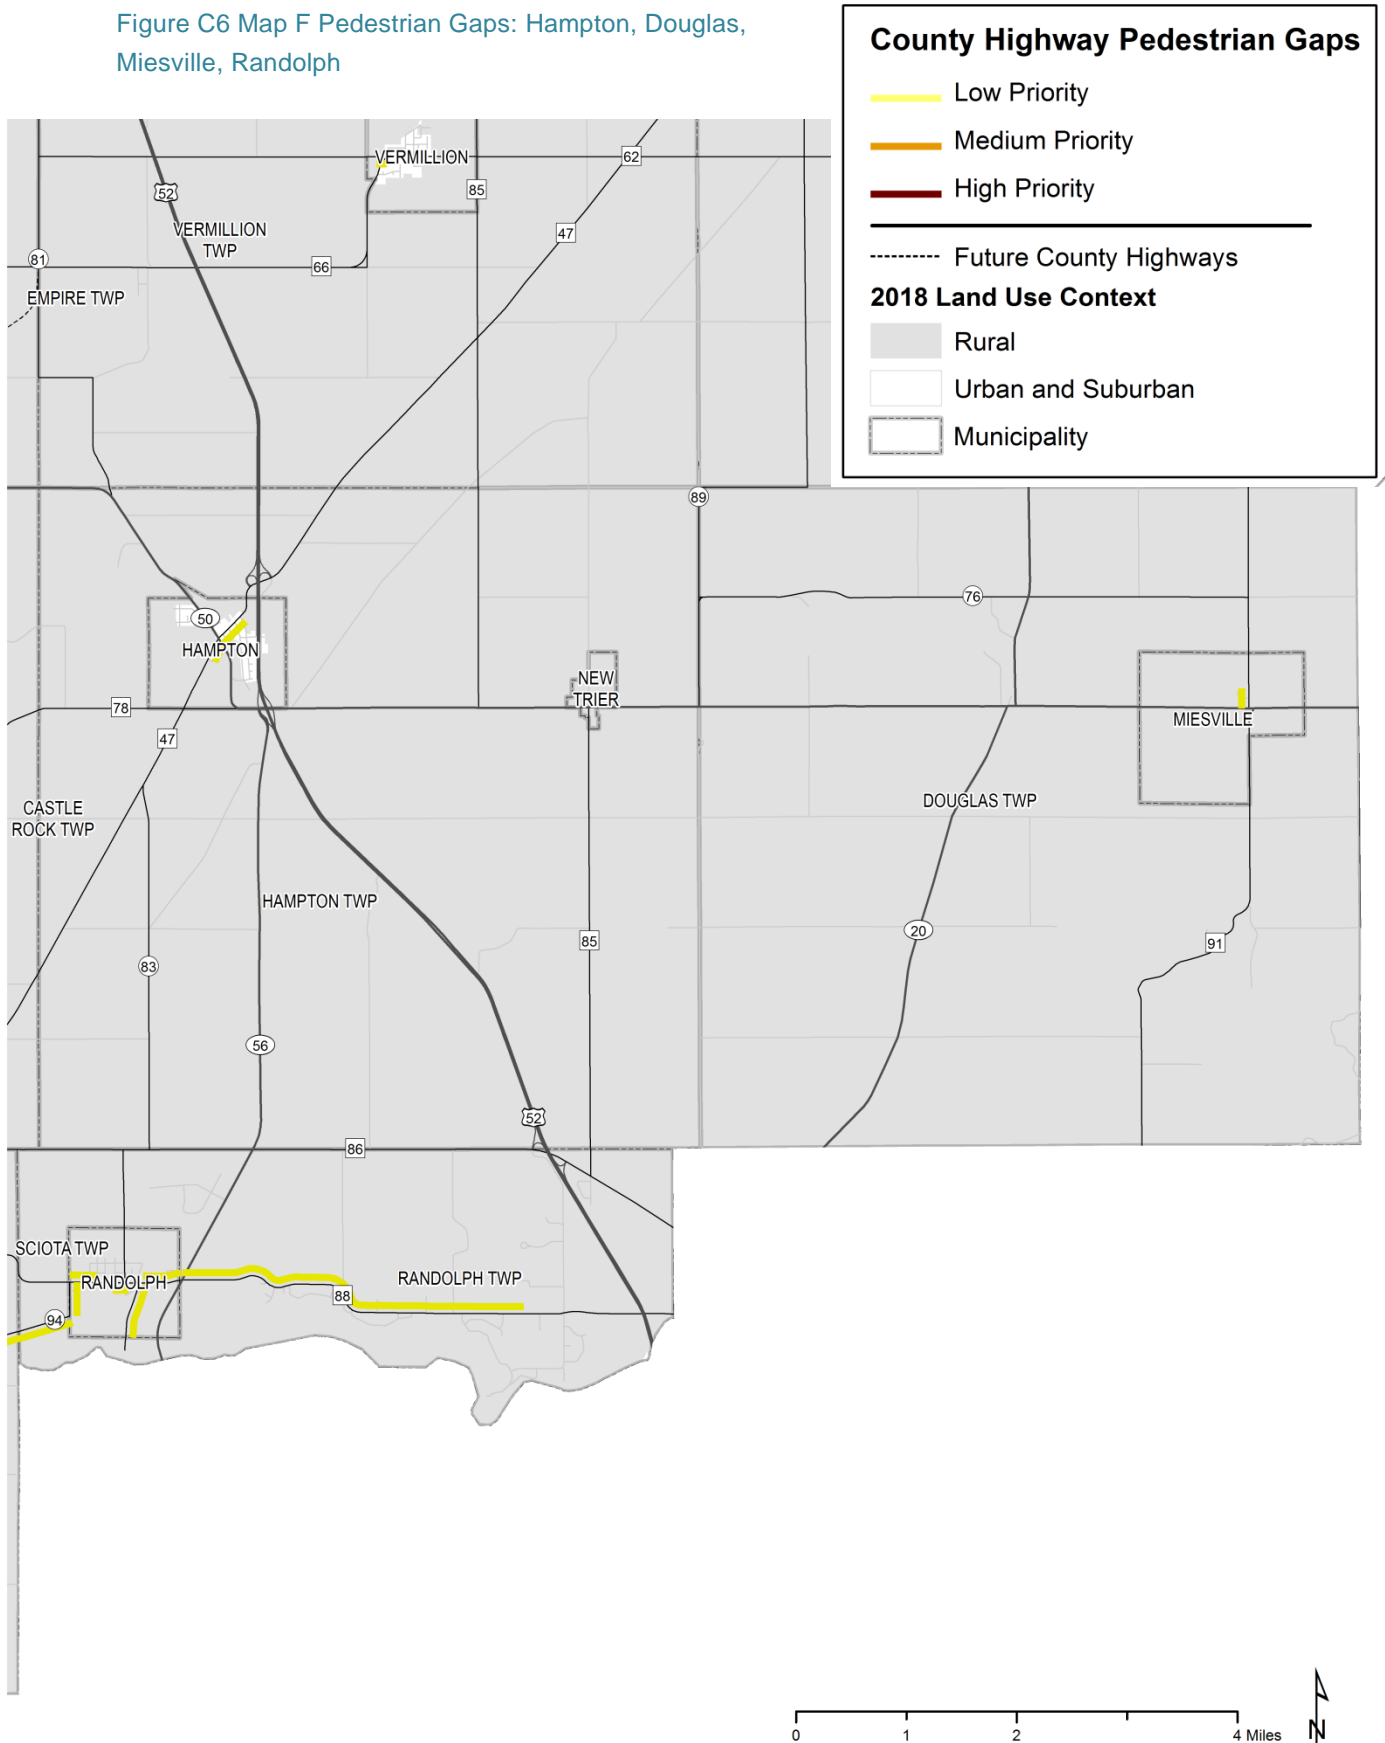 Figure C6 Map F Pedestrian Gaps: Hampton, Douglas,
Miesville, Randolph
County Highway Pedestrian Gaps
Low Priority
Medium Priority
High Priority
Future County Highways
2018 Land Use Context
Rural
Urban and Suburban
Municipality
VERMILLION
62
52
85
VERMILLION
TWP
47
81
66
EMPIRE TWP
89
76
50
HAMPTON
NEW
TRIER
78
MIESVILLE
47
CASTLE
ROCK TWP
DOUGLAS TWP
HAMPTON TWP
20
85
91
83
56
52
86
SCIOTA TWP
RANDOLPH
RANDOLPH TWP
88
94
0
1
2
4 Miles
N